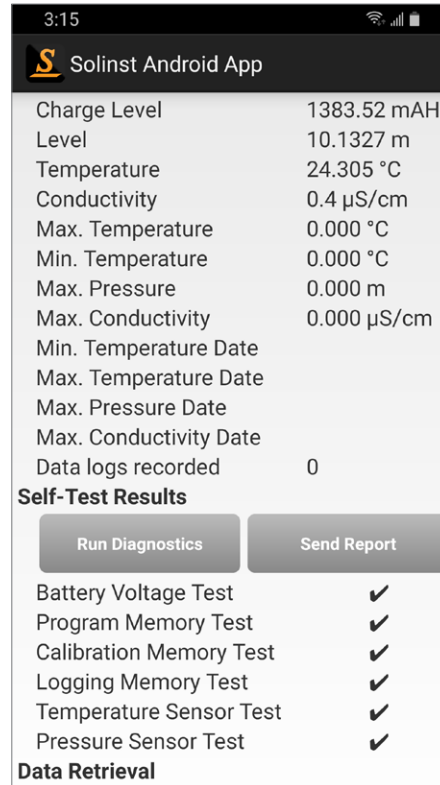 3:15
S Solinst Android App
Charge Level 1383.52 mAH
Level 10.1327 m
Temperature 24.305 °C
Conductivity 0.4 µS/cm
Max. Temperature 0.000 °C
Min. Temperature 0.000 °C
Max. Pressure 0.000 m
Max. Conductivity 0.000 µS/cm
Min. Temperature Date
Max. Temperature Date
Max. Pressure Date
Max. Conductivity Date
Data logs recorded 0
Self-Test Results
Run Diagnostics Send Report
Battery Voltage Test ✔
Program Memory Test ✔
Calibration Memory Test ✔
Logging Memory Test ✔
Temperature Sensor Test ✔
Pressure Sensor Test ✔
Data Retrieval